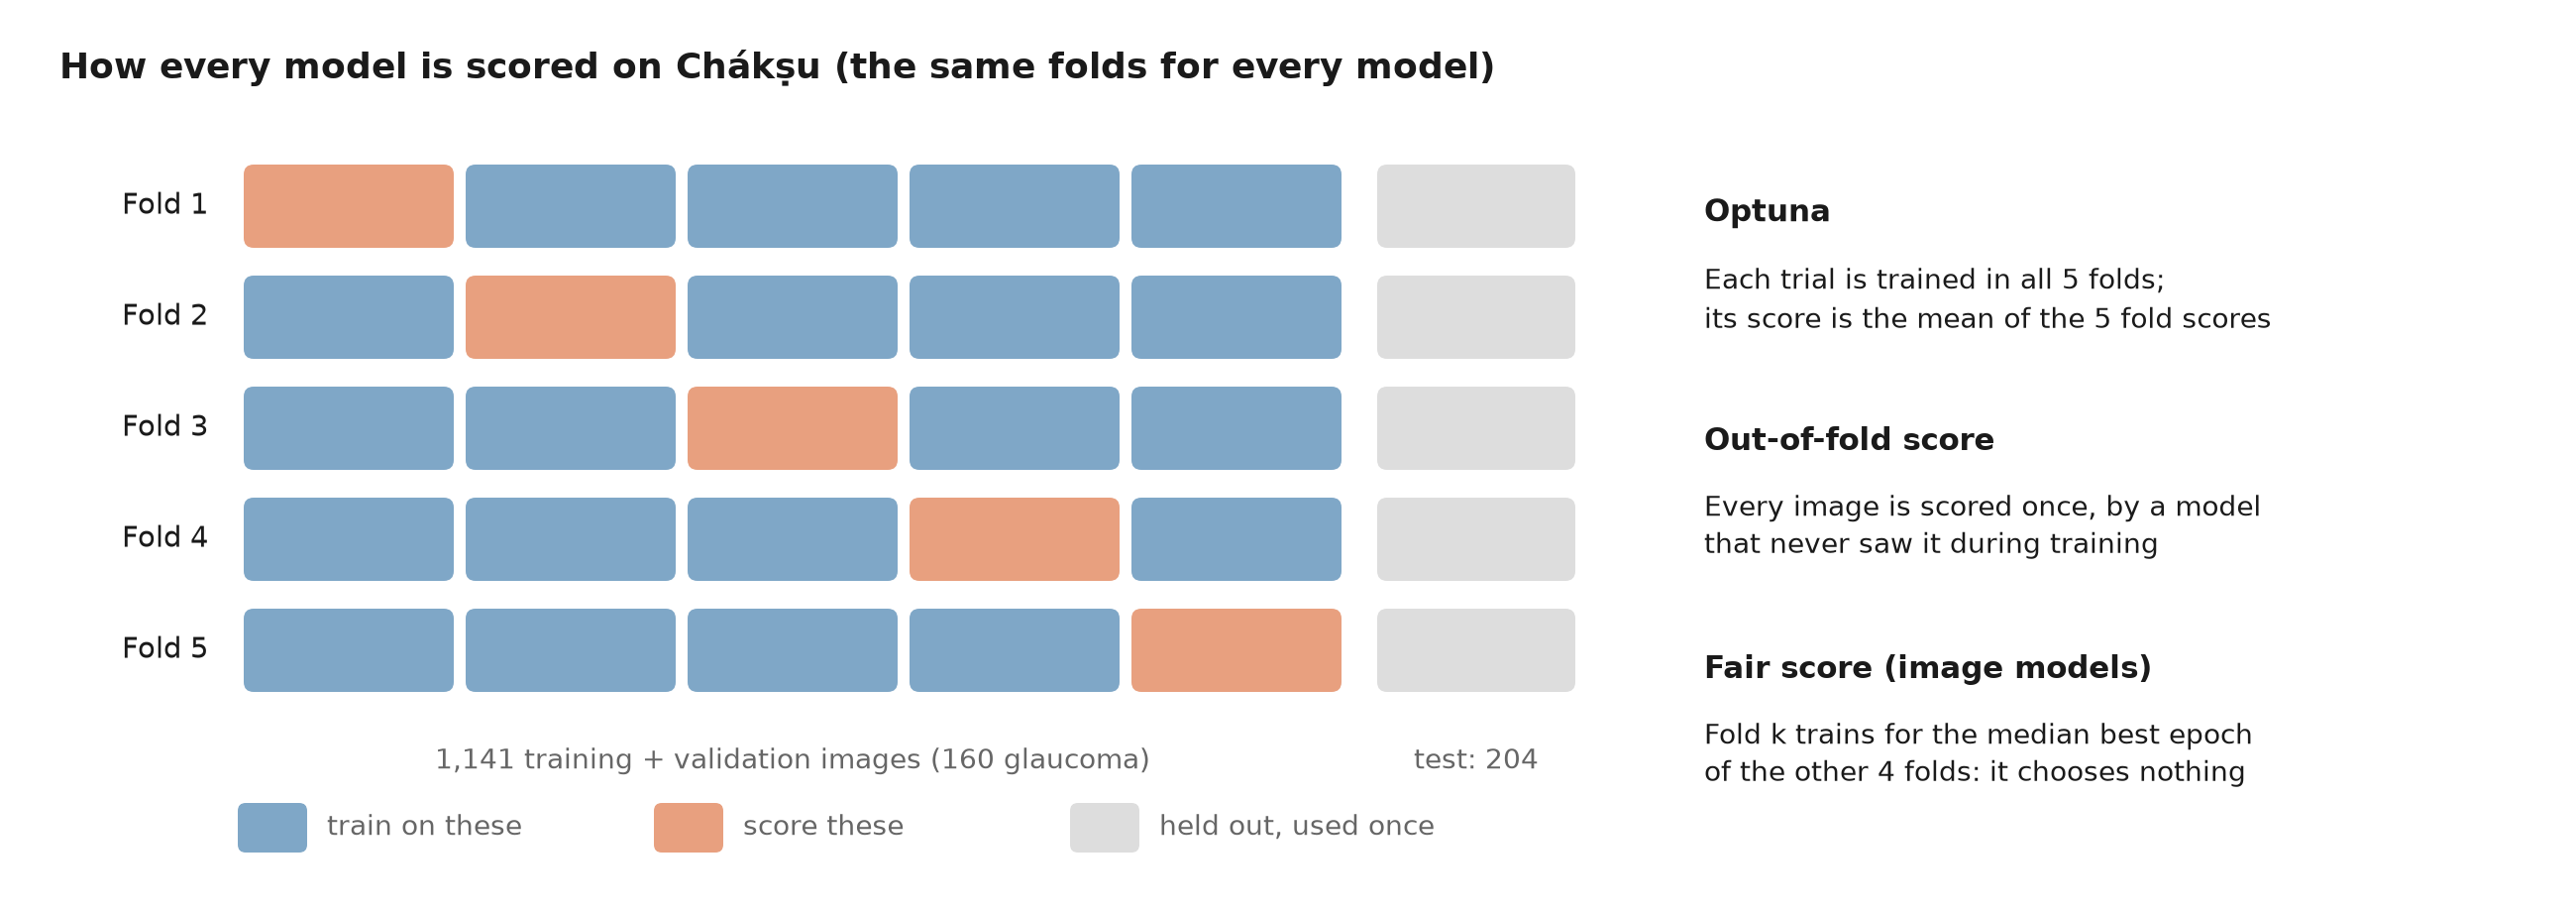 How every model is scored on Chákṣu (the same folds for every model)
Fold 1
Fold 2
Fold 3
Fold 4
Fold 5
1,141 training + validation images (160 glaucoma)
test: 204
train on these
score these
held out, used once
Optuna
Each trial is trained in all 5 folds;
its score is the mean of the 5 fold scores
Out-of-fold score
Every image is scored once, by a model
that never saw it during training
Fair score (image models)
Fold k trains for the median best epoch
of the other 4 folds: it chooses nothing